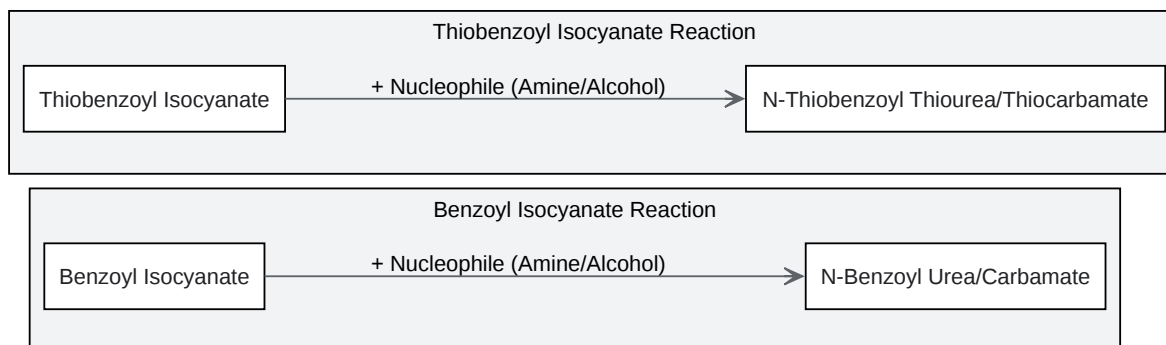 Thiobenzoyl Isocyanate Reaction
Thiobenzoyl Isocyanate
+ Nucleophile (Amine/Alcohol)
N-Thiobenzoyl Thiourea/Thiocarbamate
Benzoyl Isocyanate Reaction
Benzoyl Isocyanate
+ Nucleophile (Amine/Alcohol)
N-Benzoyl Urea/Carbamate